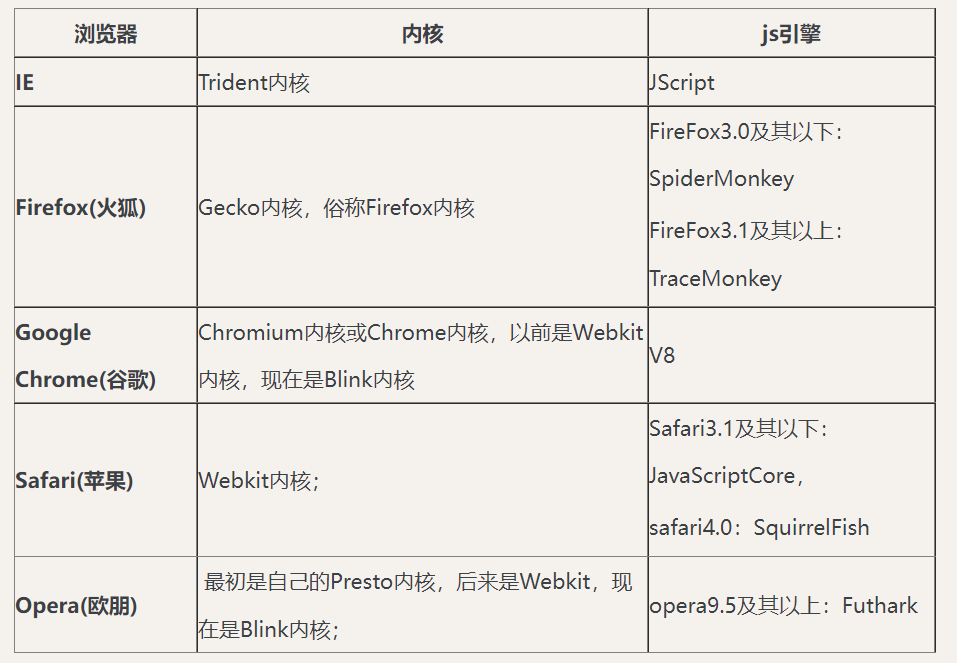 浏览器 内核 js引擎
IE Trident内核 JScript
Firefox(火狐) Gecko内核，俗称Firefox内核
FireFox3.0及其以下：
SpiderMonkey
FireFox3.1及其以上：
TraceMonkey
Google
Chrome(谷歌)
Chromium内核或Chrome内核，以前是Webkit
内核，现在是Blink内核
V8
Safari(苹果)
Webkit内核；
Safari3.1及其以下：
JavaScriptCore，
safari4.0：SquirrelFish
Opera(欧朋)
最初是自己的Presto内核，后来是Webkit，现
在是Blink内核；
opera9.5及其以上：Futhark